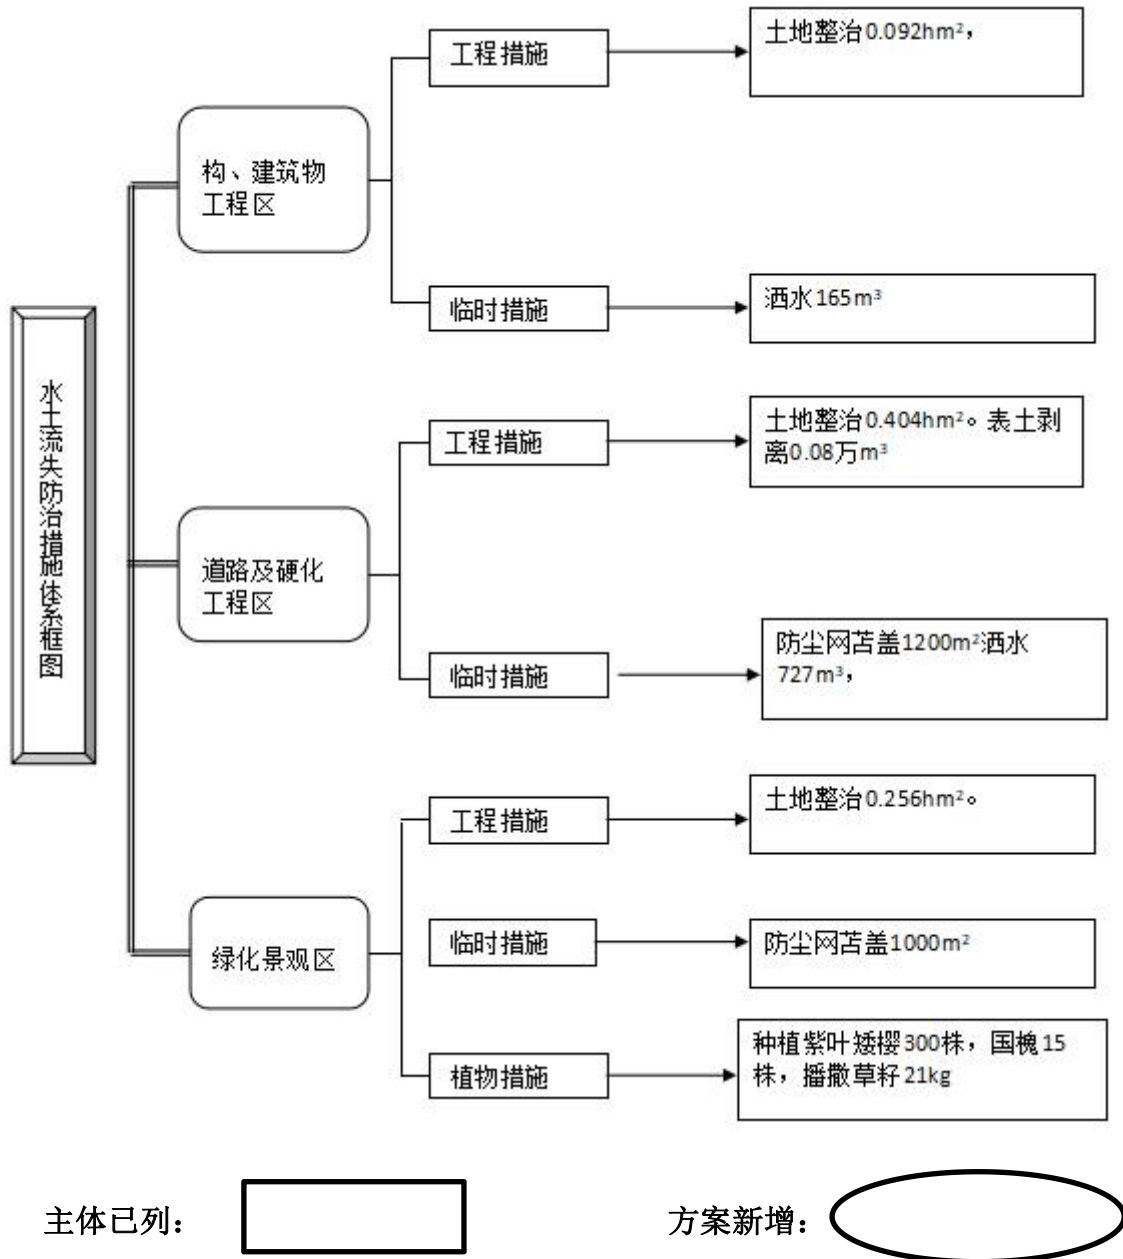 水土流失防治措施体系框图
构、建筑物
工程区
工程措施
土地整治0.092hm²，
临时措施
洒水165m³
道路及硬化
工程区
工程措施
土地整治0.404hm²。表土剥
离0.08万m³
临时措施
防尘网苫盖1200m²洒水
727m³，
绿化景观区
工程措施
土地整治0.256hm²。
临时措施
防尘网苫盖1000m²
植物措施
种植紫叶矮樱300株，国槐15
株，播撒草籽21kg
主体已列：
方案新增：